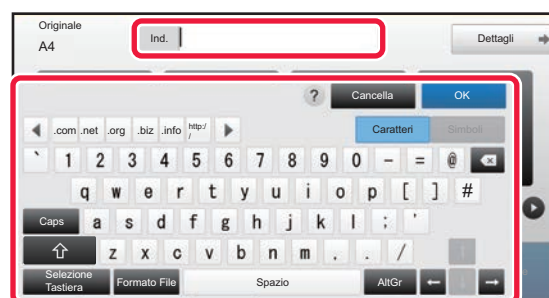 Originale
A4
Ind.
Dettagli
? Cancella OK
.com .net .org .biz .info http:/
/
Caratteri Simboli
` 1 2 3 4 5 6 7 8 9 0 - = @
q w e r t y u i o p [ ] #
Caps a s d f g h j k l ; '
z x c v b n m . . /
Selezione
Tastiera
Formato File Spazio AltGr